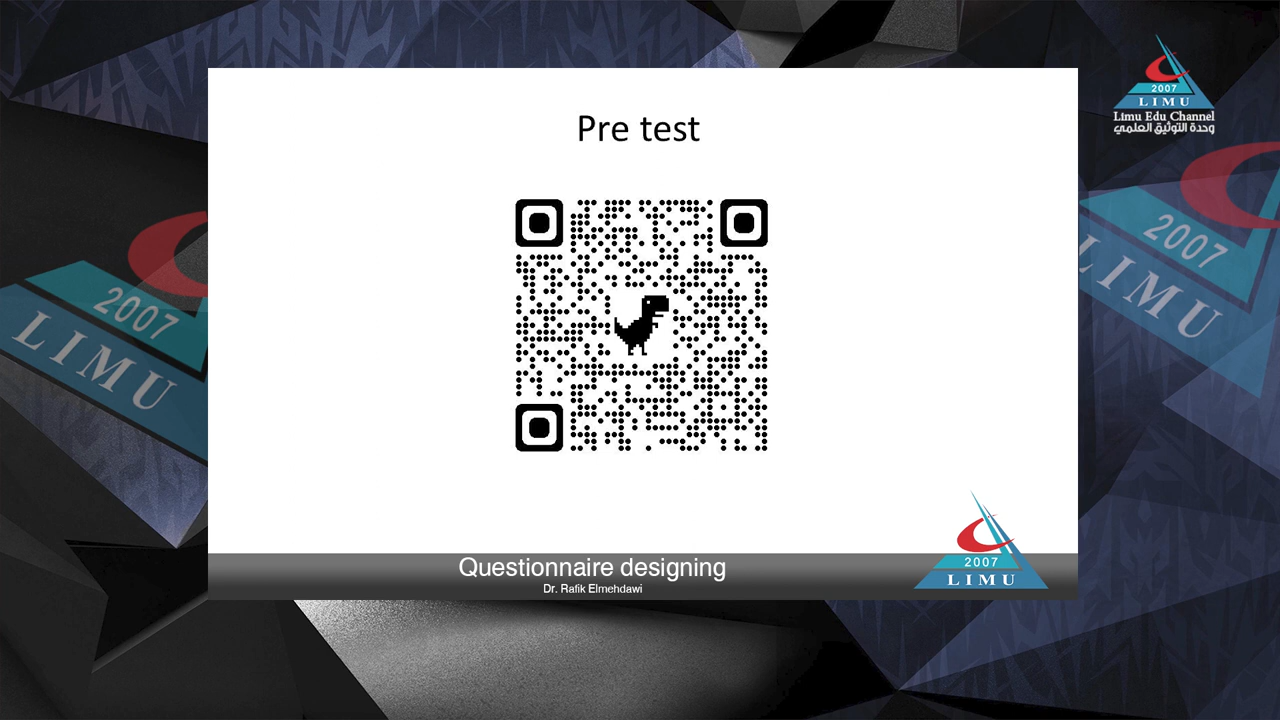 Pre test
2007
LIMU
Limu Edu Channel
وحدة التوثيق العلمي
2007
LIMU
2007
LIMU
Questionnaire designing
Dr. Rafik Elmehdawi
2007
LIMU